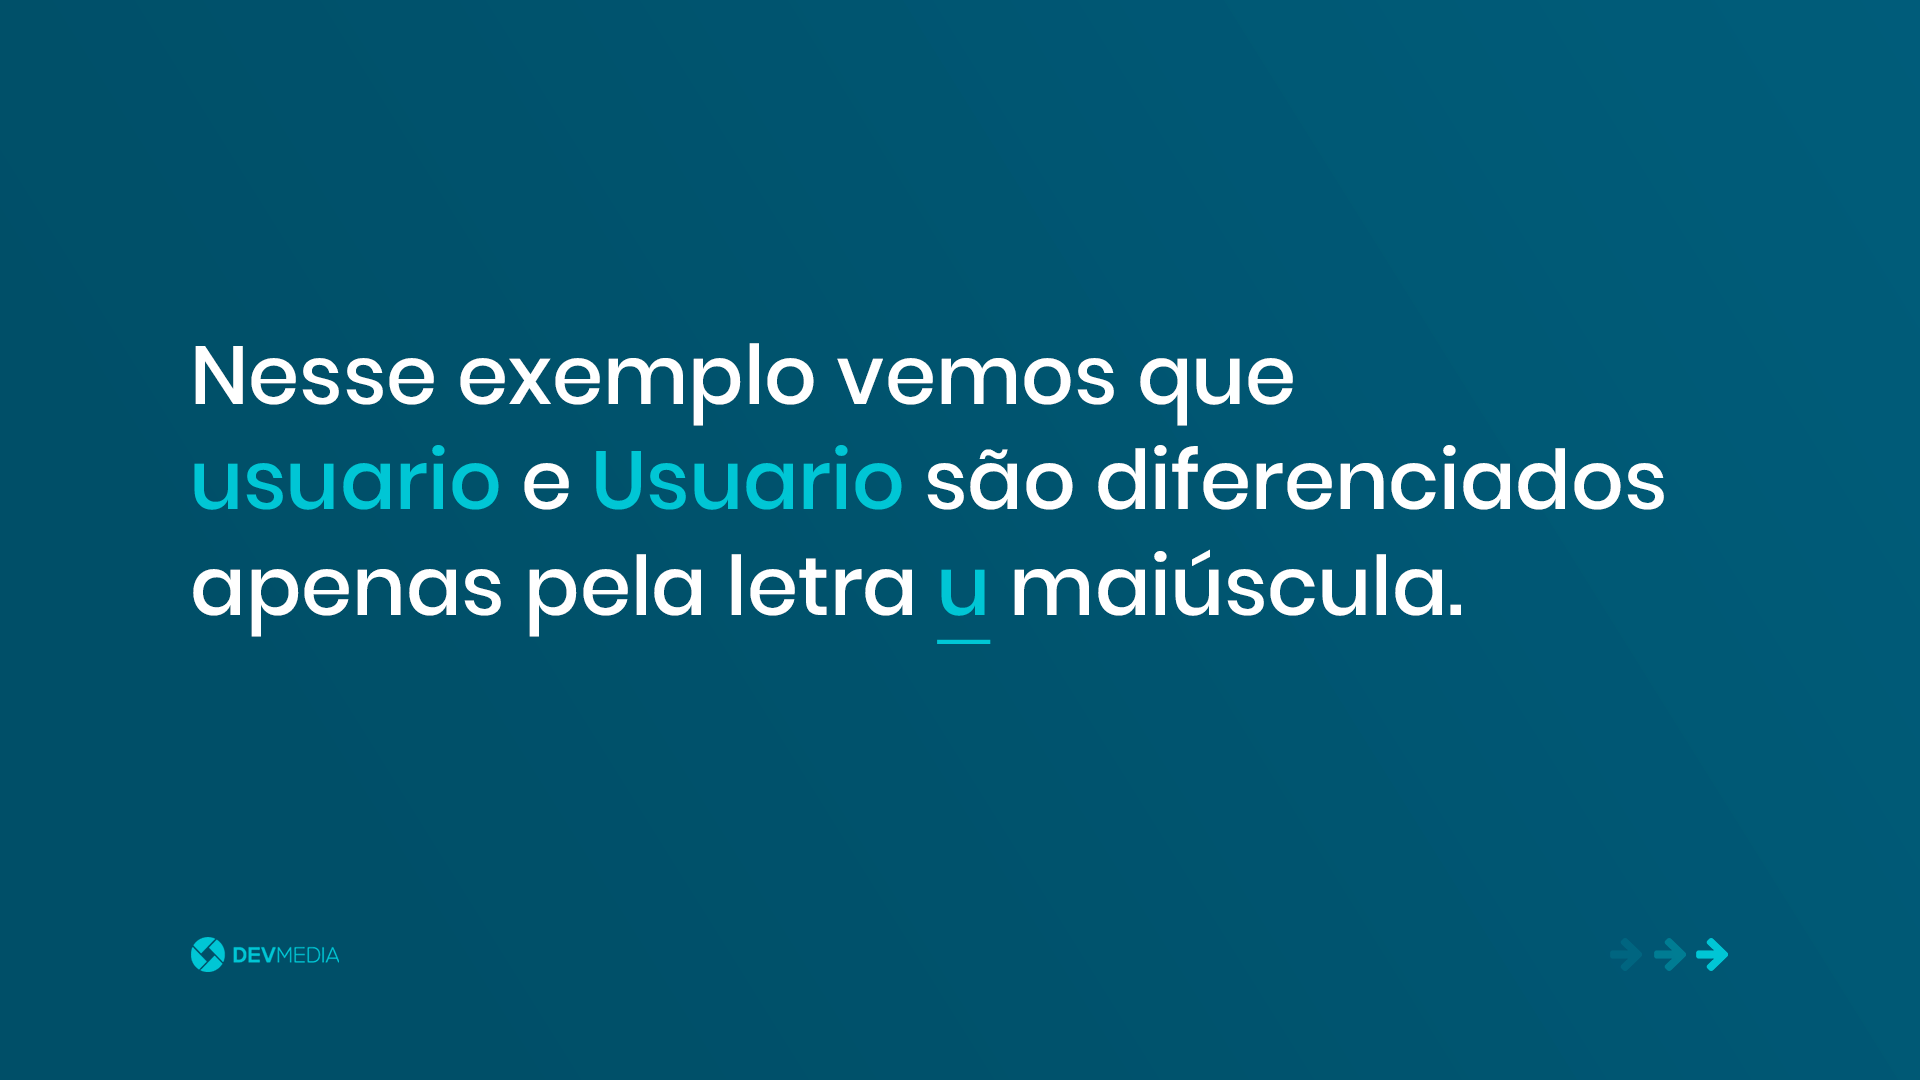 Nesse exemplo vemos que
usuario e Usuario são diferenciados
apenas pela letra u maiúscula.
DEVMEDIA